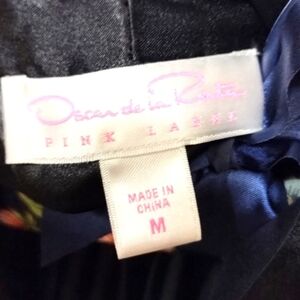 Oscar de la Renta
PINK LABEL
MADE IN
CHINA
M